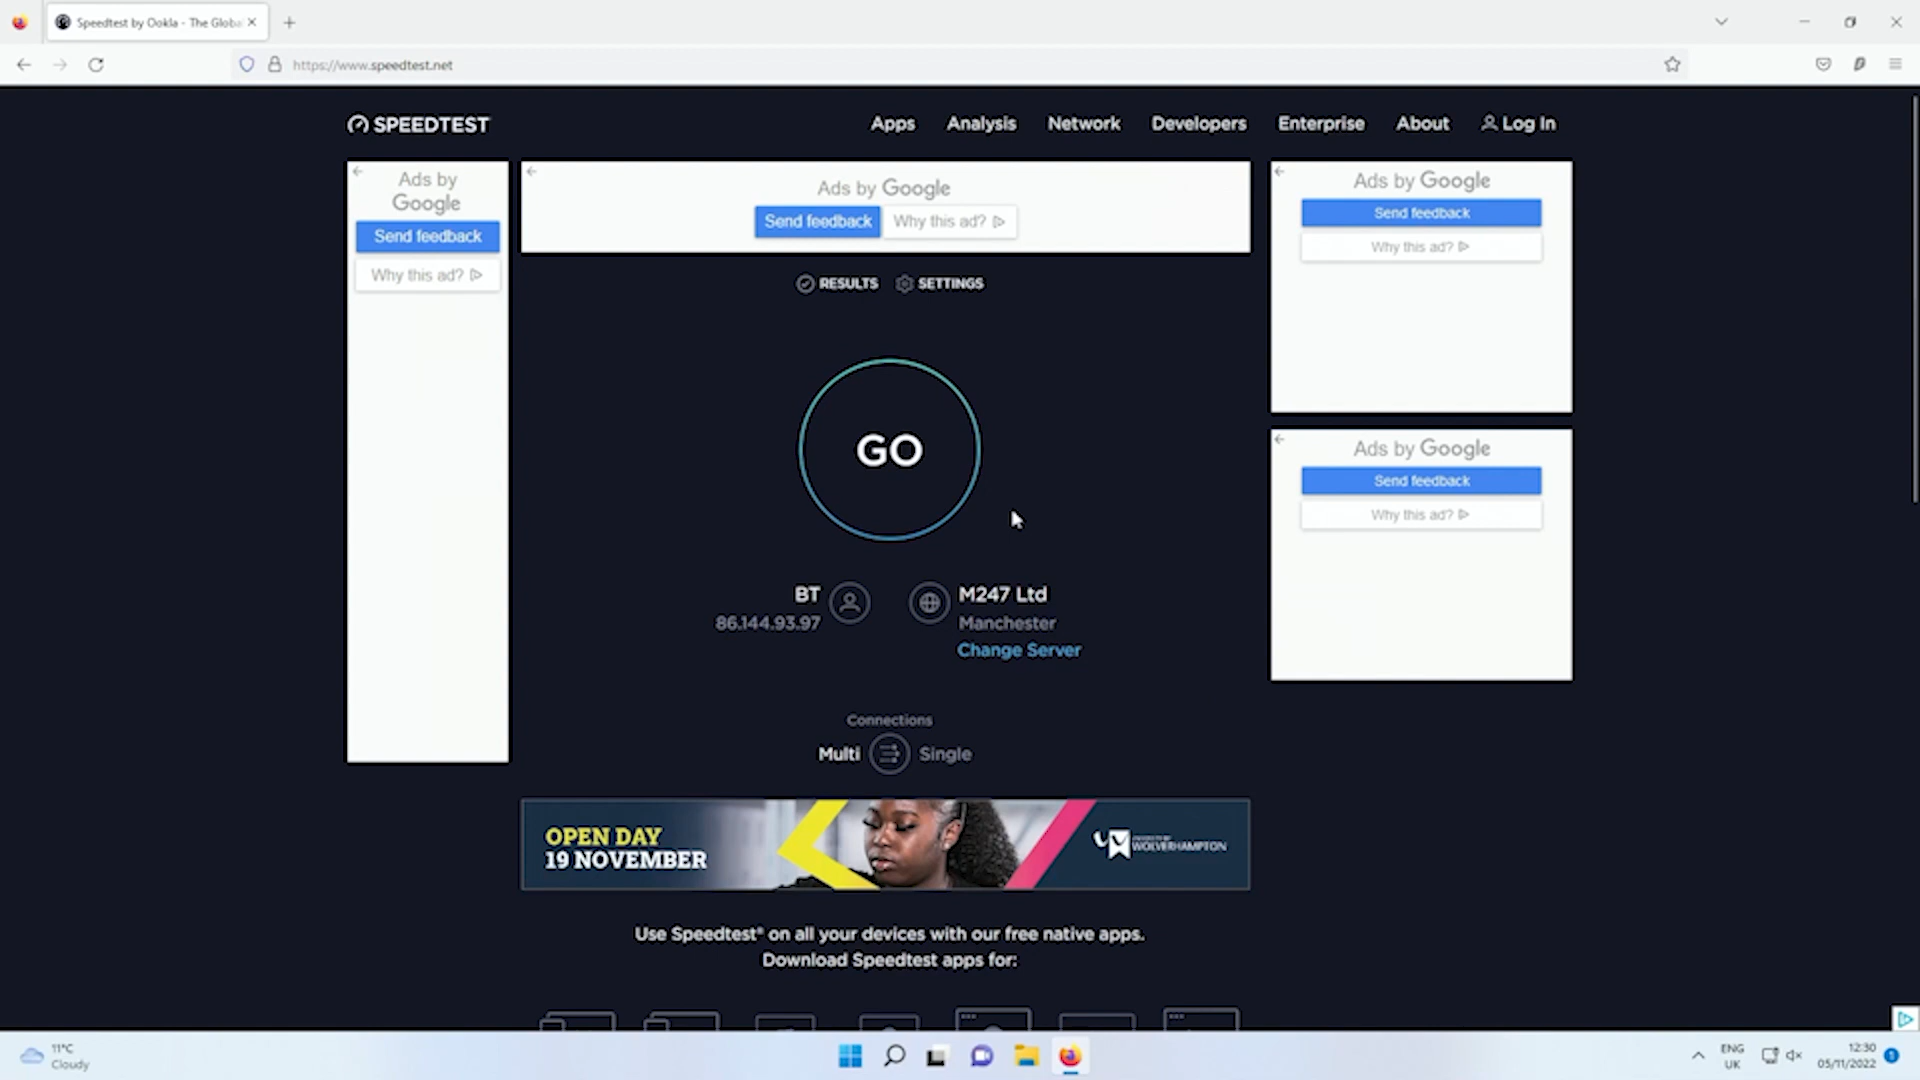 Speedtest by Ookla - The Globa
https://www.speedtest.net
SPEEDTEST
Apps
Analysis
Network
Developers
Enterprise
About
Log In
Ads by
Google
Send feedback
Why this ad?
Ads by Google
Send feedback
Why this ad?
Ads by Google
Send feedback
Why this ad?
RESULTS
SETTINGS
GO
Ads by Google
Send feedback
Why this ad?
BT
86.144.93.97
M247 Ltd
Manchester
Change Server
Connections
Multi
Single
OPEN DAY
19 NOVEMBER
UNIVERSITY OF
WOLVERHAMPTON
Use Speedtest® on all your devices with our free native apps.
Download Speedtest apps for:
11°C
Cloudy
ENG
UK
12:30
05/11/2022
1